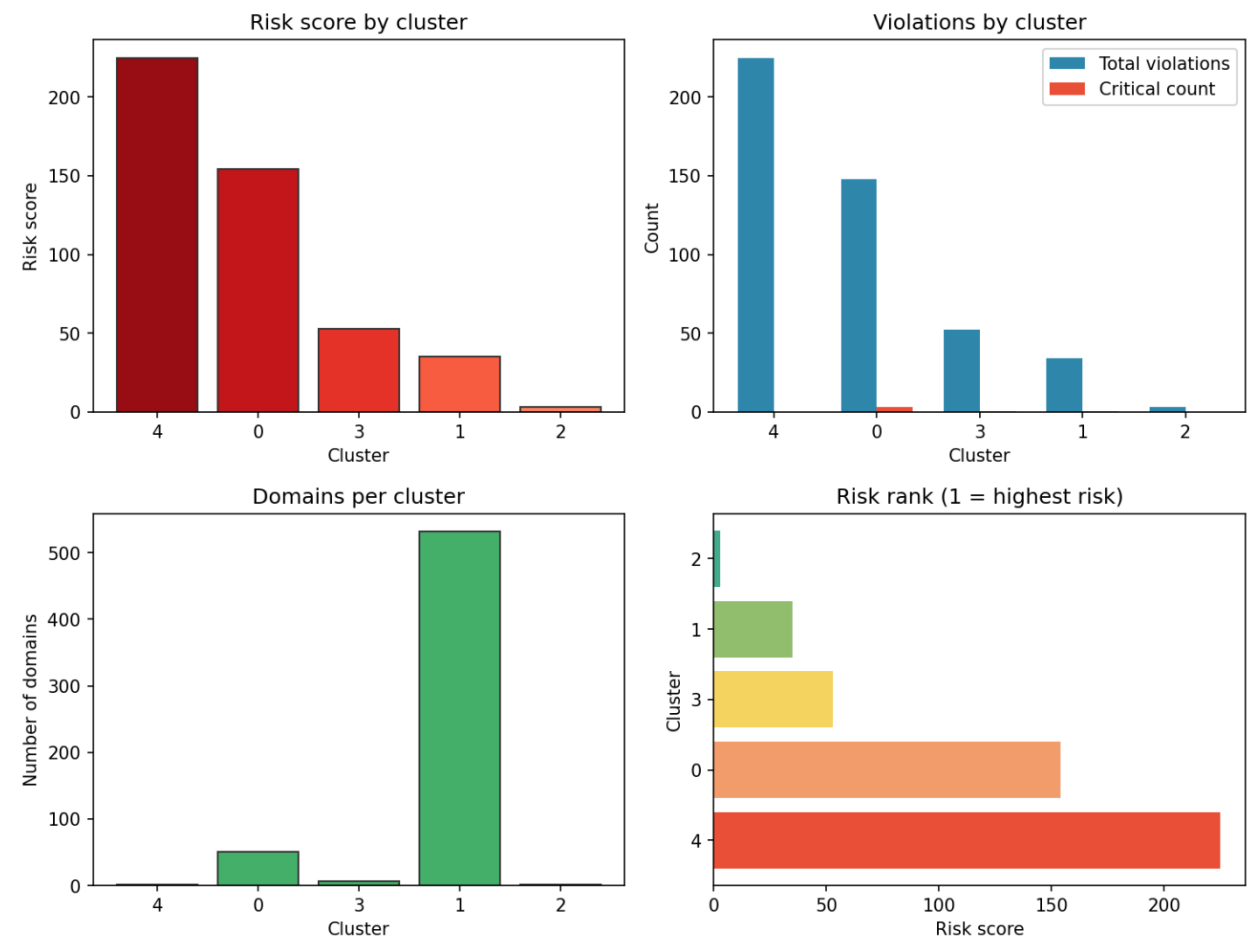 Risk score by cluster
Risk score
200
150
100
50
0
4 0 3 1 2
Cluster
Violations by cluster
Total violations
Critical count
Count
200
150
100
50
0
4 0 3 1 2
Cluster
Domains per cluster
Number of domains
500
400
300
200
100
0
4 0 3 1 2
Cluster
Risk rank (1 = highest risk)
Cluster
2
1
3
0
4
0 50 100 150 200
Risk score